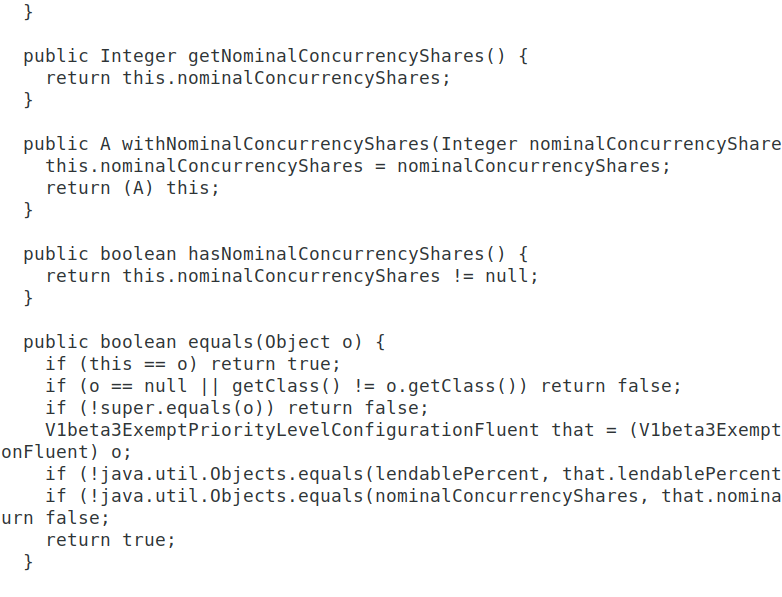 }

  public Integer getNominalConcurrencyShares() {
    return this.nominalConcurrencyShares;
  }

  public A withNominalConcurrencyShares(Integer nominalConcurrencyShare
    this.nominalConcurrencyShares = nominalConcurrencyShares;
    return (A) this;
  }

  public boolean hasNominalConcurrencyShares() {
    return this.nominalConcurrencyShares != null;
  }

  public boolean equals(Object o) {
    if (this == o) return true;
    if (o == null || getClass() != o.getClass()) return false;
    if (!super.equals(o)) return false;
    V1beta3ExemptPriorityLevelConfigurationFluent that = (V1beta3Exempt
onFluent) o;
    if (!java.util.Objects.equals(lendablePercent, that.lendablePercent
    if (!java.util.Objects.equals(nominalConcurrencyShares, that.nomina
urn false;
    return true;
  }